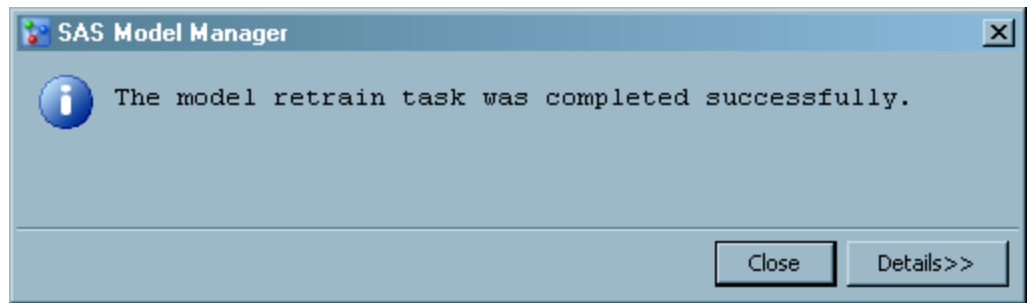 SAS Model Manager
The model retrain task was completed successfully.
Close
Details>>